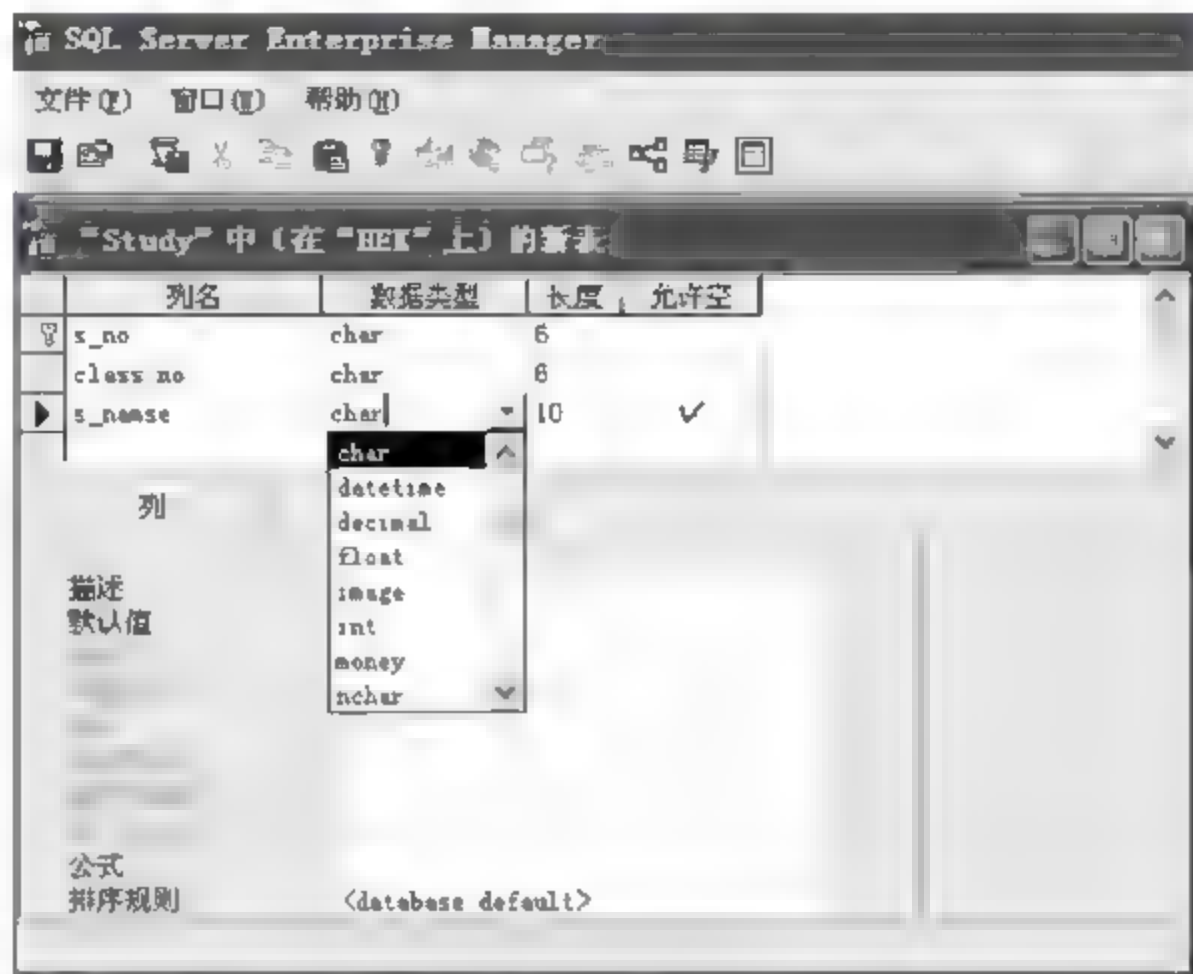 SQL Server Enterprise Manager
文件(F) 窗口(W) 帮助(H)
"Study" 中(在 "HEX" 上)的新表
列名 数据类型 长度 允许空
s_no char 6
class no char 6
s_namse char 10
char
datetime
列
decimal
float
描述
image
默认值
int
money
nchar
公式
排序规则 <database default>